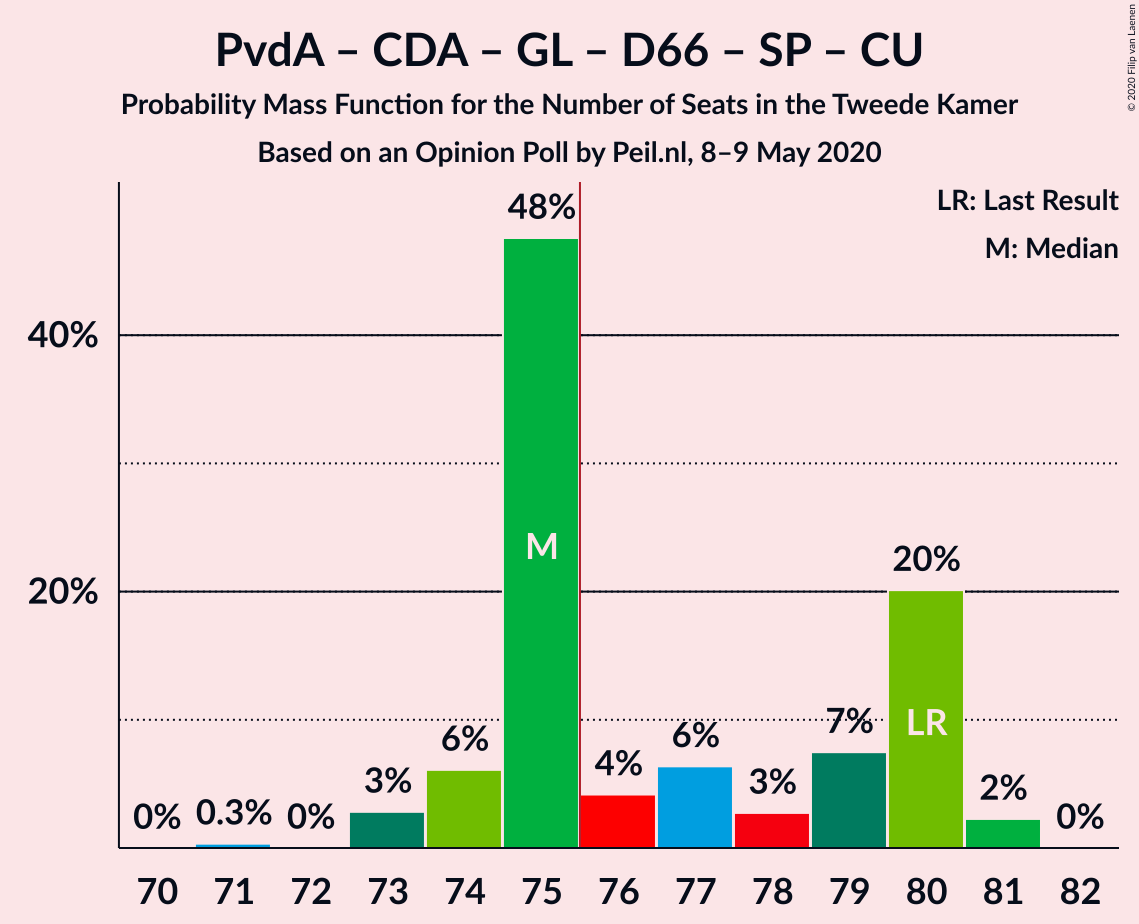 PvdA – CDA – GL – D66 – SP – CU
Probability Mass Function for the Number of Seats in the Tweede Kamer
Based on an Opinion Poll by Peil.nl, 8–9 May 2020
© 2020 Filip van Laenen
LR: Last Result
M: Median
40%
20%
0%
0.3%
0%
3%
6%
48%
M
4%
6%
3%
7%
20%
LR
2%
0%
70 71 72 73 74 75 76 77 78 79 80 81 82